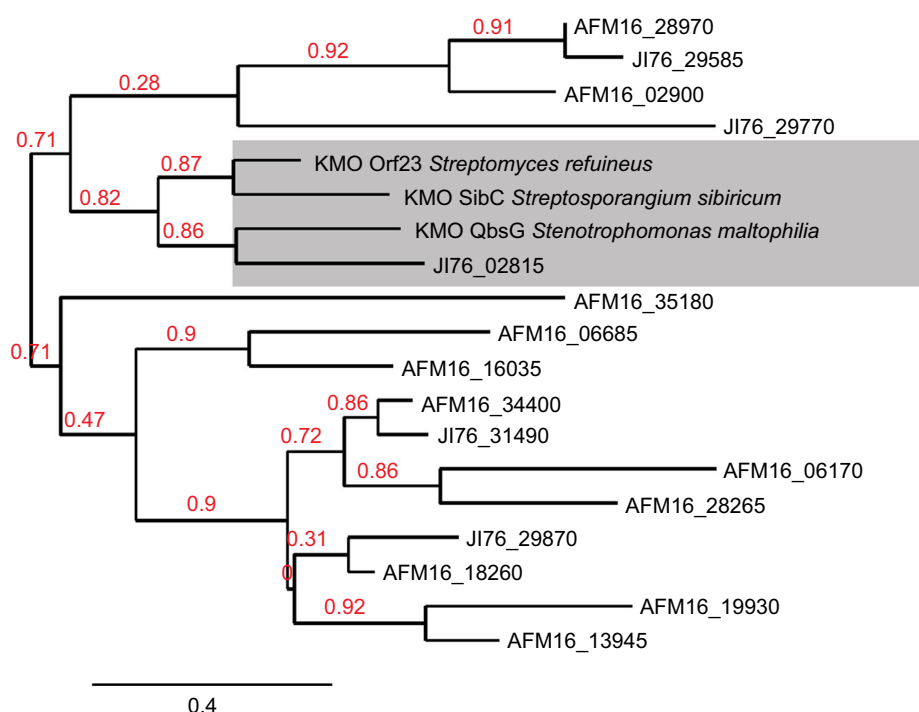 AFM16_28970
0.91
JI76_29585
0.92
0.28
AFM16_02900
JI76_29770
0.71
KMO Orf23 Streptomyces refuineus
0.87
KMO SibC Streptosporangium sibiricum
0.82
KMO QbsG Stenotrophomonas maltophilia
0.86
JI76_02815
AFM16_35180
0.71
0.9
AFM16_06685
AFM16_16035
0.86
AFM16_34400
0.47
0.72
JI76_31490
0.86
AFM16_06170
0.9
AFM16_28265
0.31
JI76_29870
0
AFM16_18260
0.92
AFM16_19930
AFM16_13945
0.4